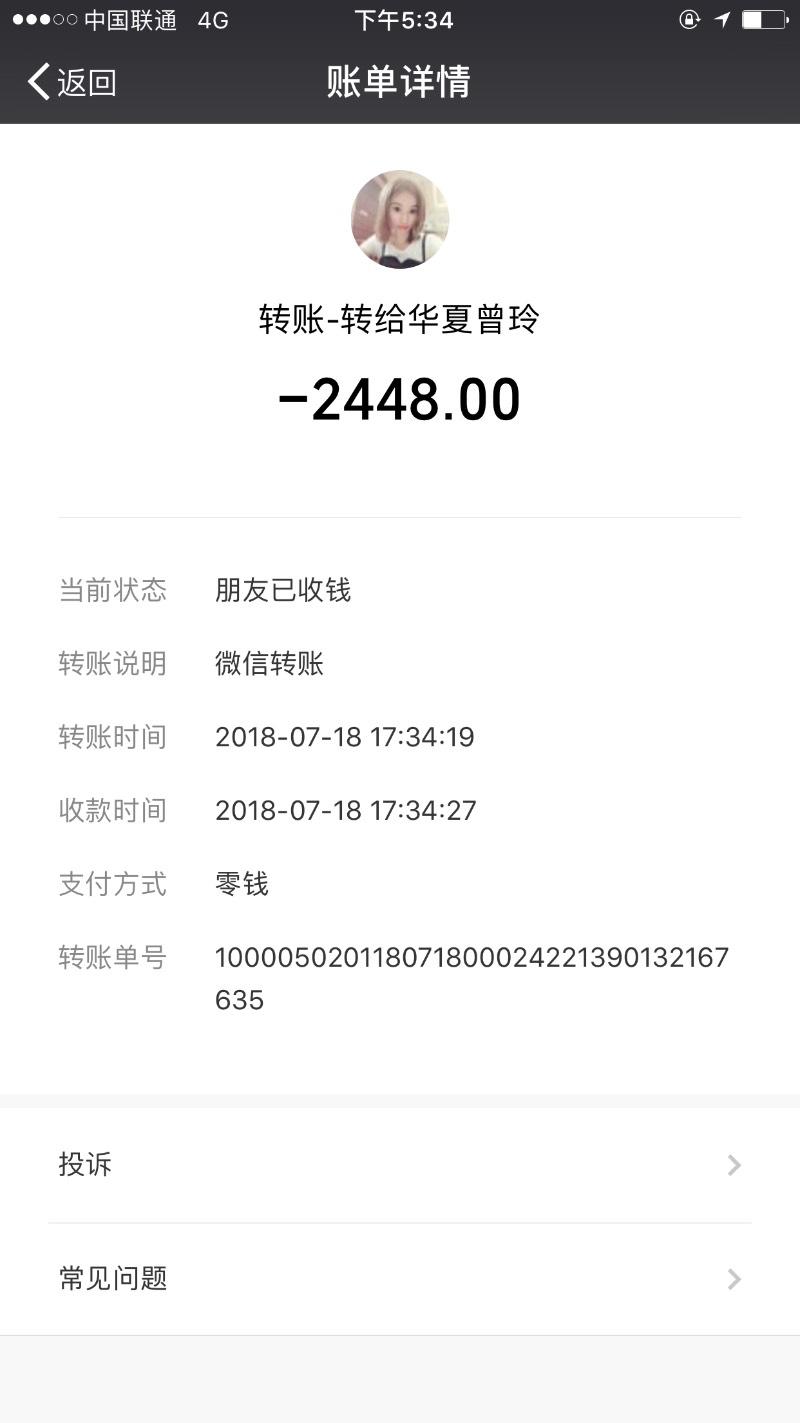 中国联通 4G 下午5:34
返回 账单详情
转账-转给华夏曾玲
-2448.00
当前状态 朋友已收钱
转账说明 微信转账
转账时间 2018-07-18 17:34:19
收款时间 2018-07-18 17:34:27
支付方式 零钱
转账单号 1000050201180718000242213901​32167
635
投诉
常见问题